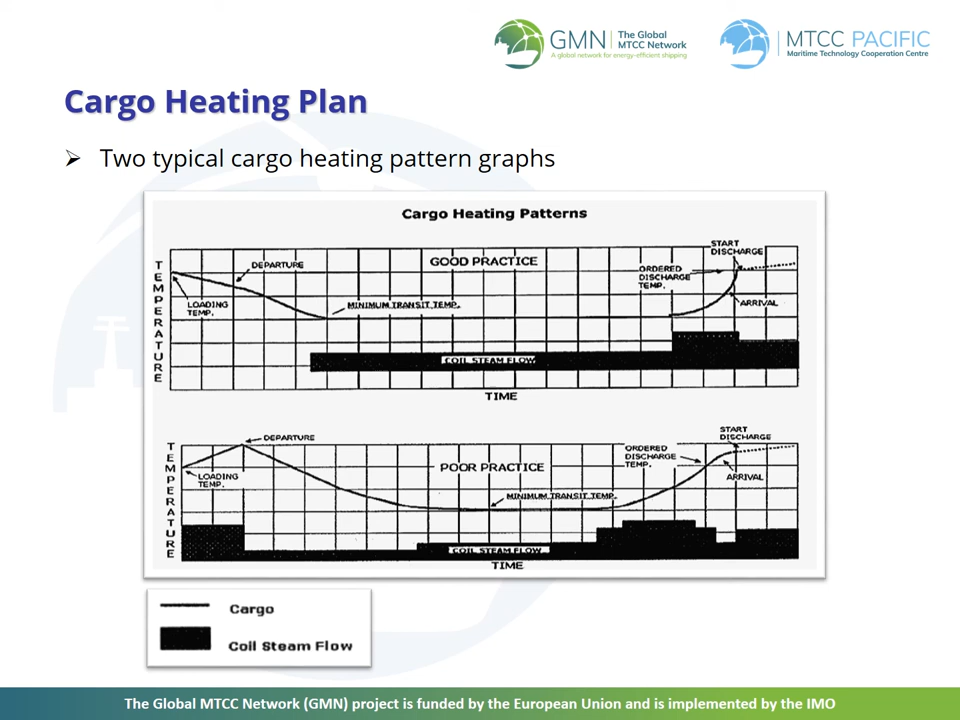 GMN
The Global
MTCC Network
A global network for energy-efficient shipping
MTCC PACIFIC
Maritime Technology Cooperation Centre
Cargo Heating Plan
➢ Two typical cargo heating pattern graphs
Cargo Heating Patterns
TEMPERATURE
GOOD PRACTICE
DEPARTURE
LOADING
TEMP.
MINIMUM TRANSIT TEMP.
ORDERED
DISCHARGE
TEMP.
START
DISCHARGE
ARRIVAL
COIL STEAM FLOW
TIME
TEMPERATURE
POOR PRACTICE
DEPARTURE
LOADING
TEMP.
MINIMUM TRANSIT TEMP.
ORDERED
DISCHARGE
TEMP.
START
DISCHARGE
ARRIVAL
COIL STEAM FLOW
TIME
Cargo
Coil Steam Flow
The Global MTCC Network (GMN) project is funded by the European Union and is implemented by the IMO